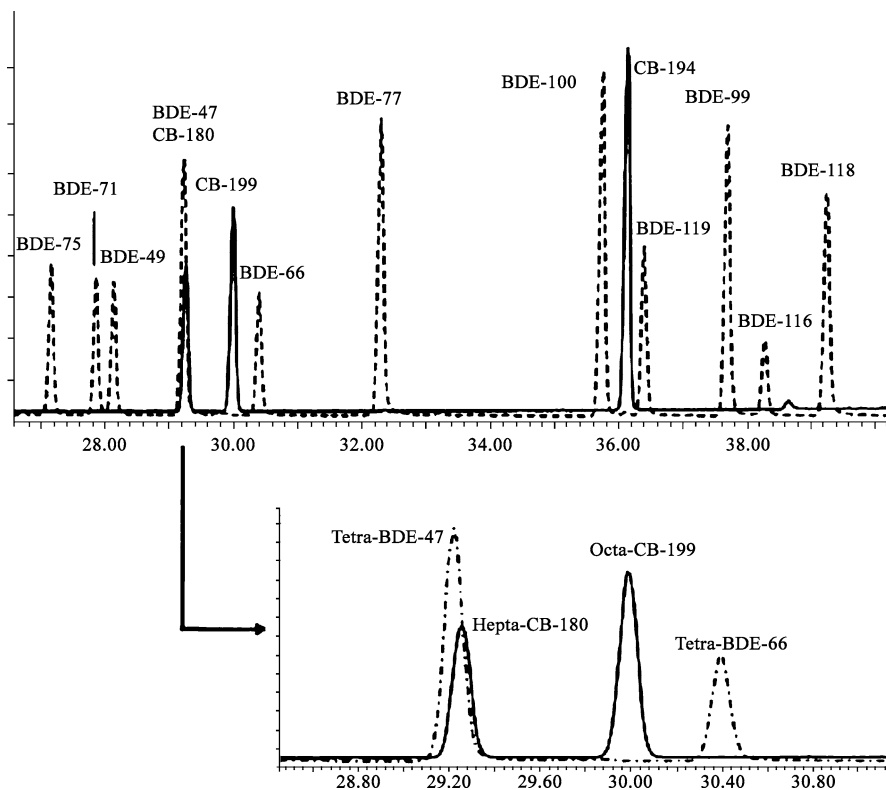 CB-194
BDE-100
BDE-77
BDE-99
BDE-47
CB-180
BDE-118
BDE-71
CB-199
BDE-119
BDE-75
BDE-49
BDE-66
BDE-116
28.00 30.00 32.00 34.00 36.00 38.00
Tetra-BDE-47
Octa-CB-199
Hepta-CB-180
Tetra-BDE-66
28.80 29.20 29.60 30.00 30.40 30.80